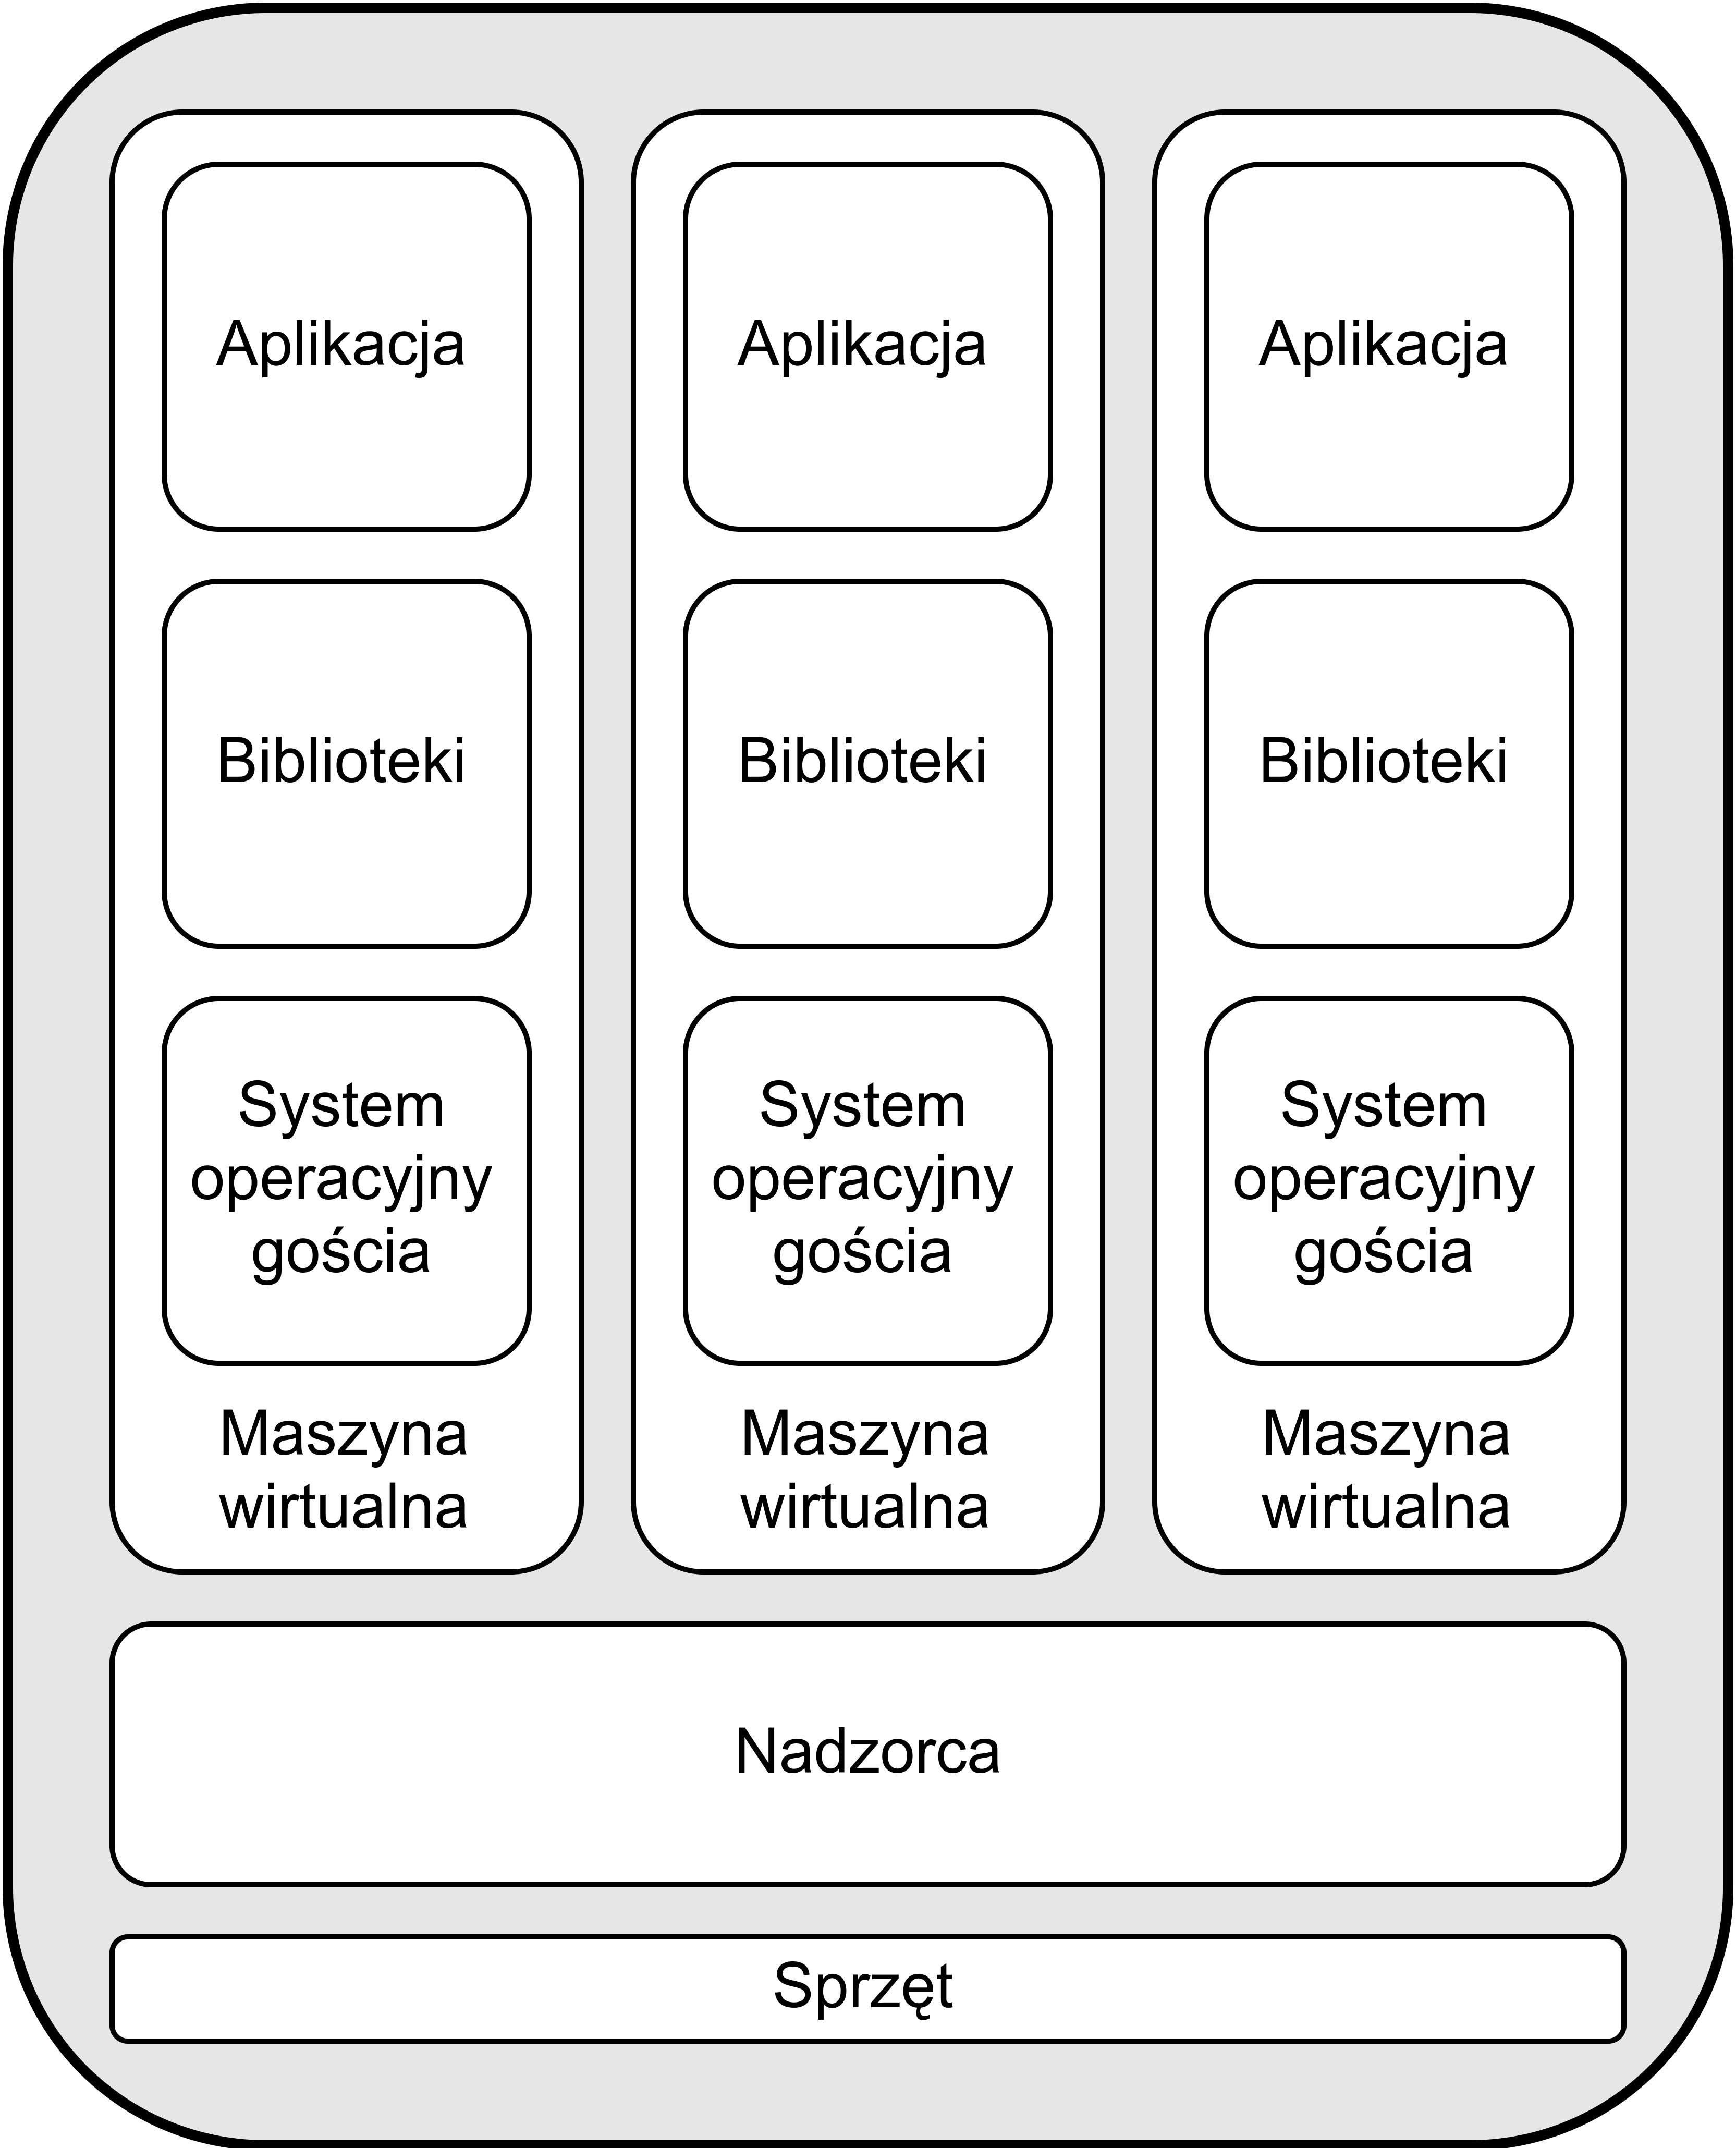 Aplikacja
Aplikacja
Aplikacja
Biblioteki
Biblioteki
Biblioteki
System
operacyjny
gościa
System
operacyjny
gościa
System
operacyjny
gościa
Maszyna
wirtualna
Maszyna
wirtualna
Maszyna
wirtualna
Nadzorca
Sprzęt